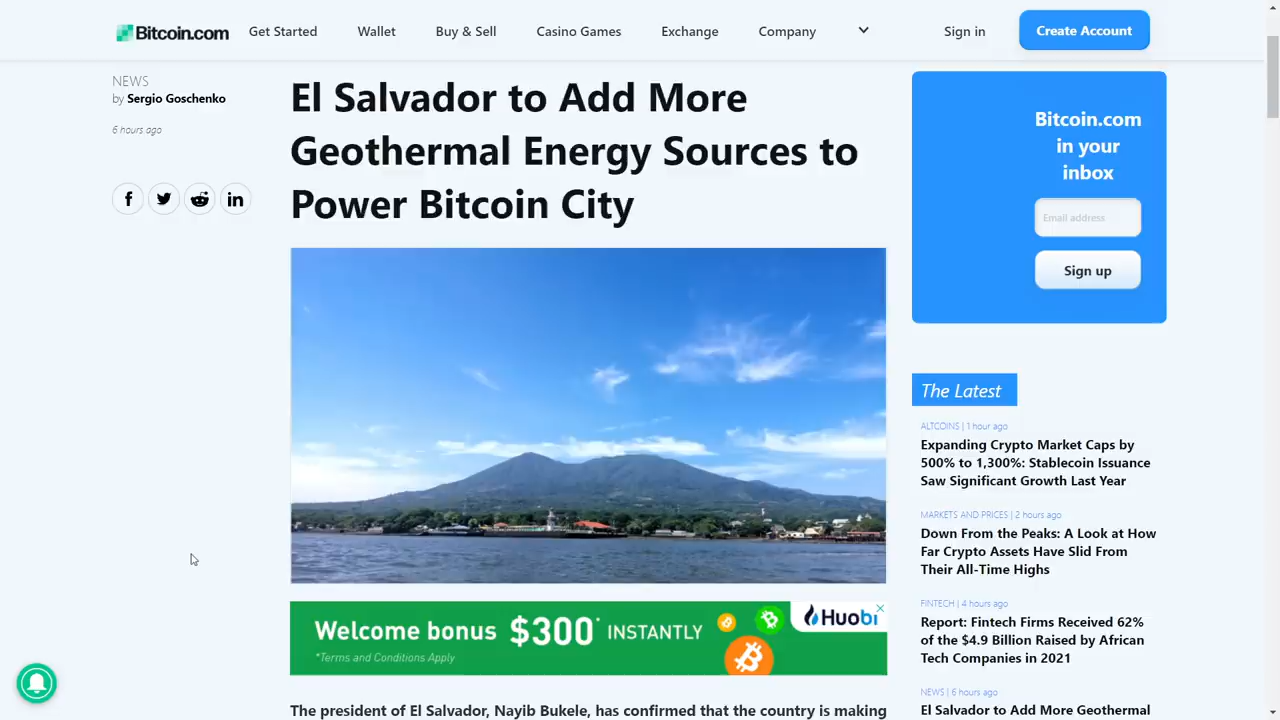 Bitcoin.com
Get Started
Wallet
Buy & Sell
Casino Games
Exchange
Company
Sign in
Create Account
NEWS
by Sergio Goschenko
6 hours ago
El Salvador to Add More
Geothermal Energy Sources to
Power Bitcoin City
Welcome bonus $300* INSTANTLY
*Terms and Conditions Apply
Huobi
The president of El Salvador, Nayib Bukele, has confirmed that the country is making
Bitcoin.com
in your
inbox
Email address
Sign up
The Latest
ALTCOINS | 1 hour ago
Expanding Crypto Market Caps by
500% to 1,300%: Stablecoin Issuance
Saw Significant Growth Last Year
MARKETS AND PRICES | 2 hours ago
Down From the Peaks: A Look at How
Far Crypto Assets Have Slid From
Their All-Time Highs
FINTECH | 4 hours ago
Report: Fintech Firms Received 62%
of the $4.9 Billion Raised by African
Tech Companies in 2021
NEWS | 6 hours ago
El Salvador to Add More Geothermal